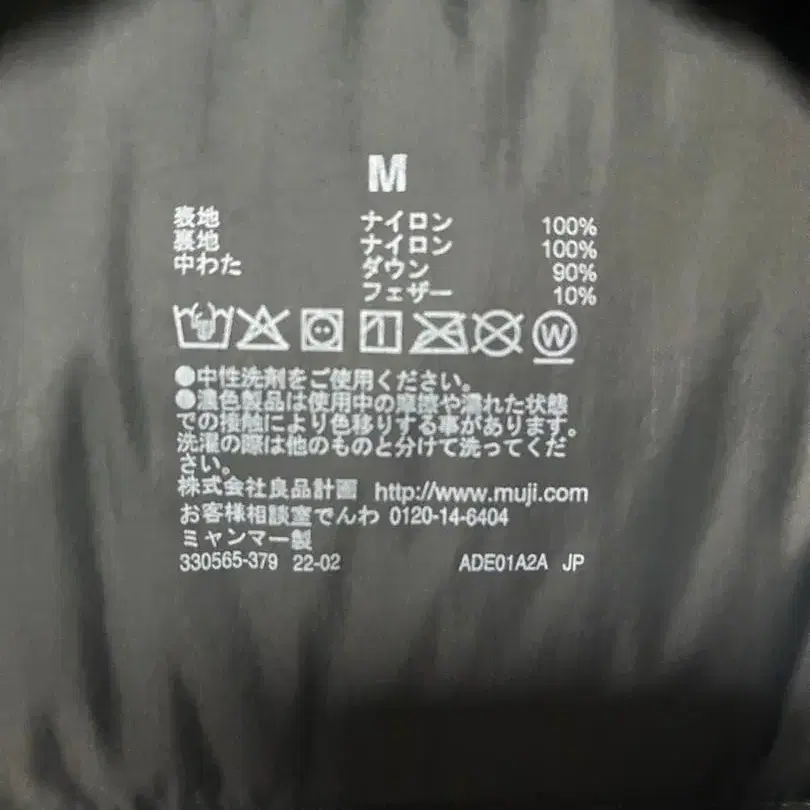 M
表地 ナイロン 100%
裏地 ナイロン 100%
中わた ダウン 90%
フェザー 10%
W
●中性洗剤をご使用ください。
●濃色製品は使用中の摩擦や濡れた状態
での接触により色移りする事があります。
洗濯の際は他のものと分けて洗ってくだ
さい。
株式会社良品計画 http://www.muji.com
お客様相談室でんわ 0120-14-6404
ミャンマー製
330565-379 22-02 ADE01A2A JP